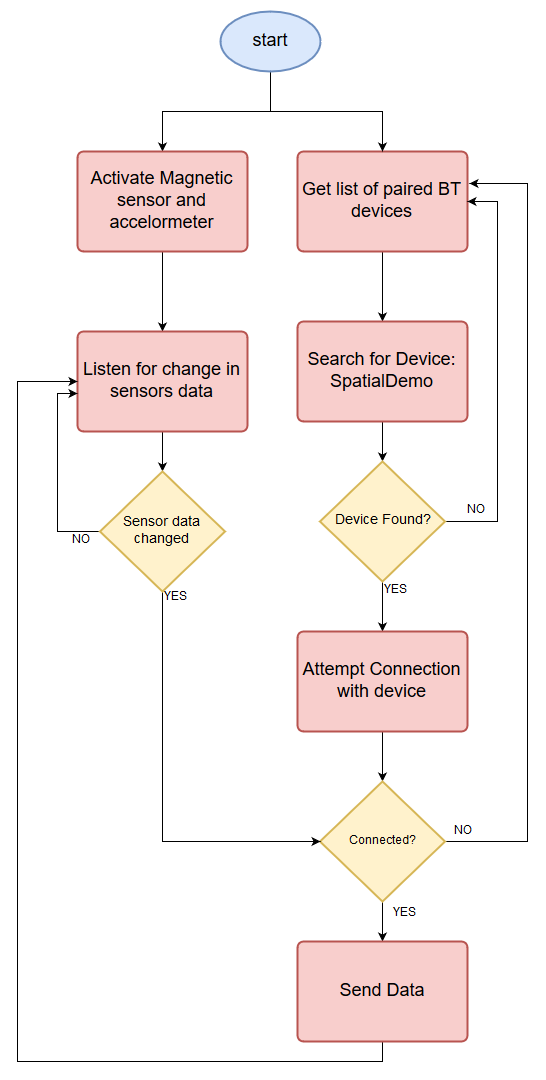 start
Activate Magnetic
sensor and
accelormeter
Get list of paired BT
devices
Listen for change in
sensors data
Search for Device:
SpatialDemo
Sensor data
changed
NO
YES
Device Found?
NO
YES
Attempt Connection
with device
Connected?
NO
YES
Send Data